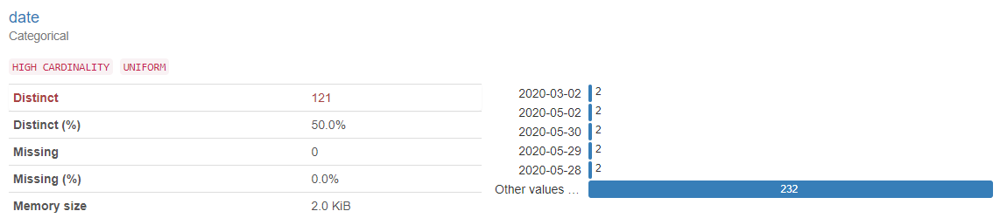 date
Categorical
HIGH CARDINALITY UNIFORM
Distinct 121
Distinct (%) 50.0%
Missing 0
Missing (%) 0.0%
Memory size 2.0 KiB
2020-03-02 2
2020-05-02 2
2020-05-30 2
2020-05-29 2
2020-05-28 2
Other values ... 232